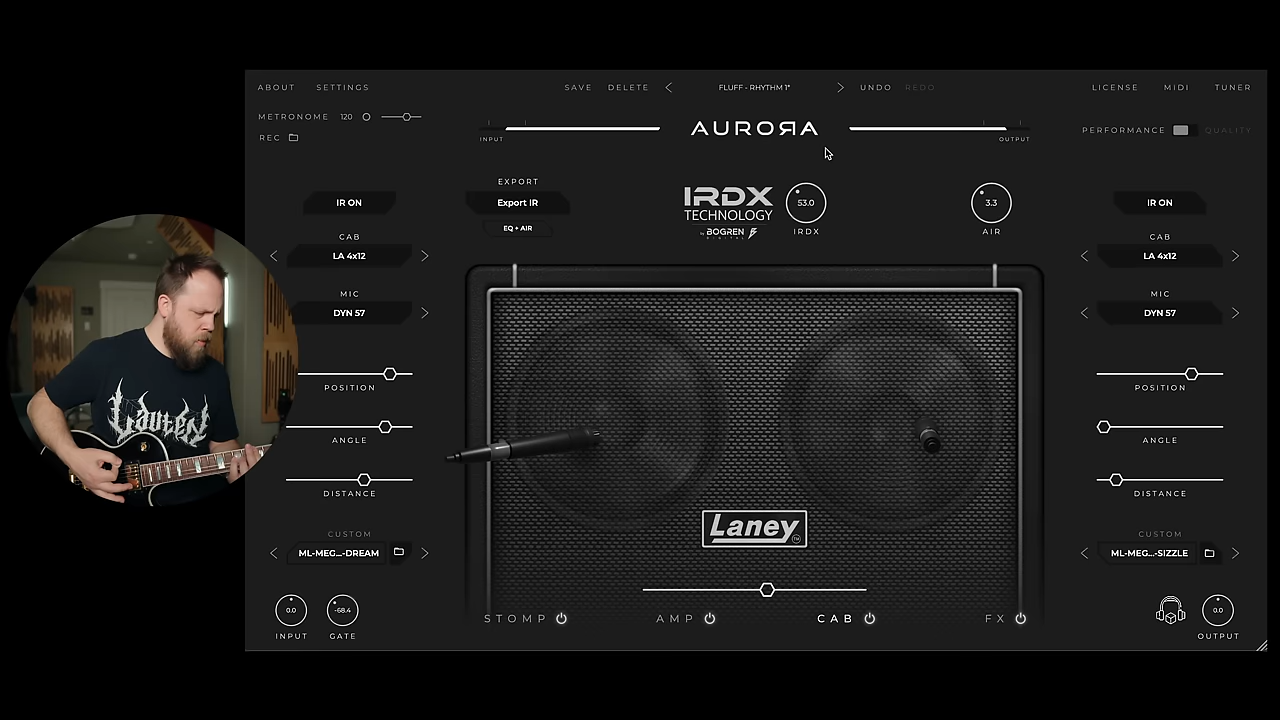 ABOUT SETTINGS SAVE DELETE FLUFF - RHYTHM 1* UNDO REDO LICENSE MIDI TUNER
METRONOME 120
REC
INPUT AURORA OUTPUT
PERFORMANCE QUALITY
IR ON
CAB
LA 4x12
MIC
DYN 57
POSITION
ANGLE
DISTANCE
CUSTOM
ML-MEG...-DREAM
0.0 -68.4
INPUT GATE
EXPORT
Export IR
EQ + AIR
IRDX
TECHNOLOGY
by BOGREN
DIGITAL
53.0
IRDX
3.3
AIR
Laney
TM
STOMP AMP CAB FX
IR ON
CAB
LA 4x12
MIC
DYN 57
POSITION
ANGLE
DISTANCE
CUSTOM
ML-MEG...-SIZZLE
0.0
OUTPUT
Lauten